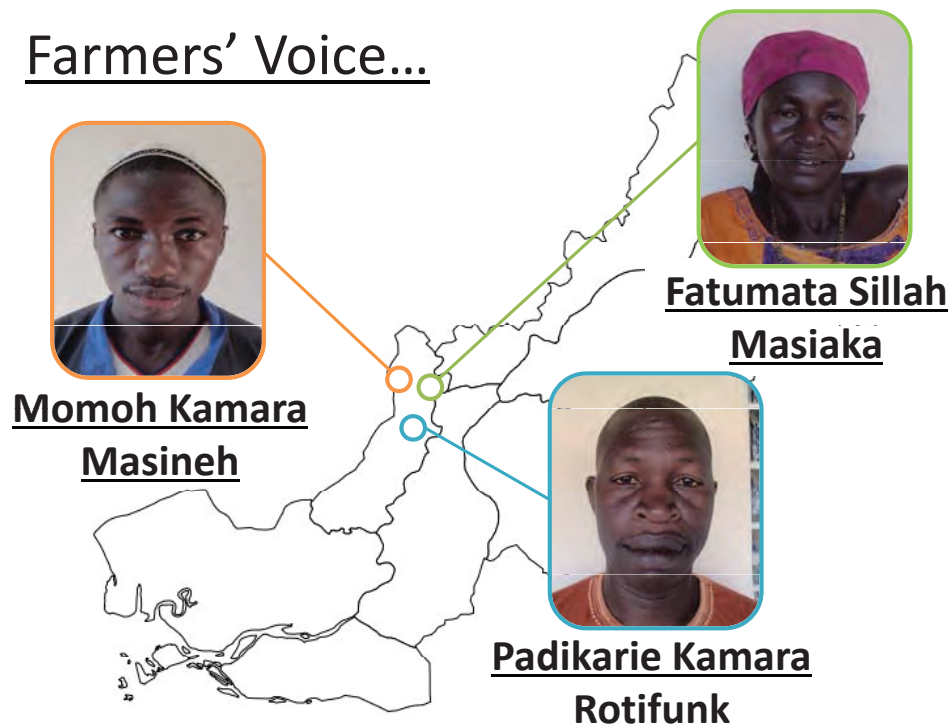 Farmers’ Voice…
Fatumata Sillah
Masiaka
Momoh Kamara
Masineh
Padikarie Kamara
Rotifunk